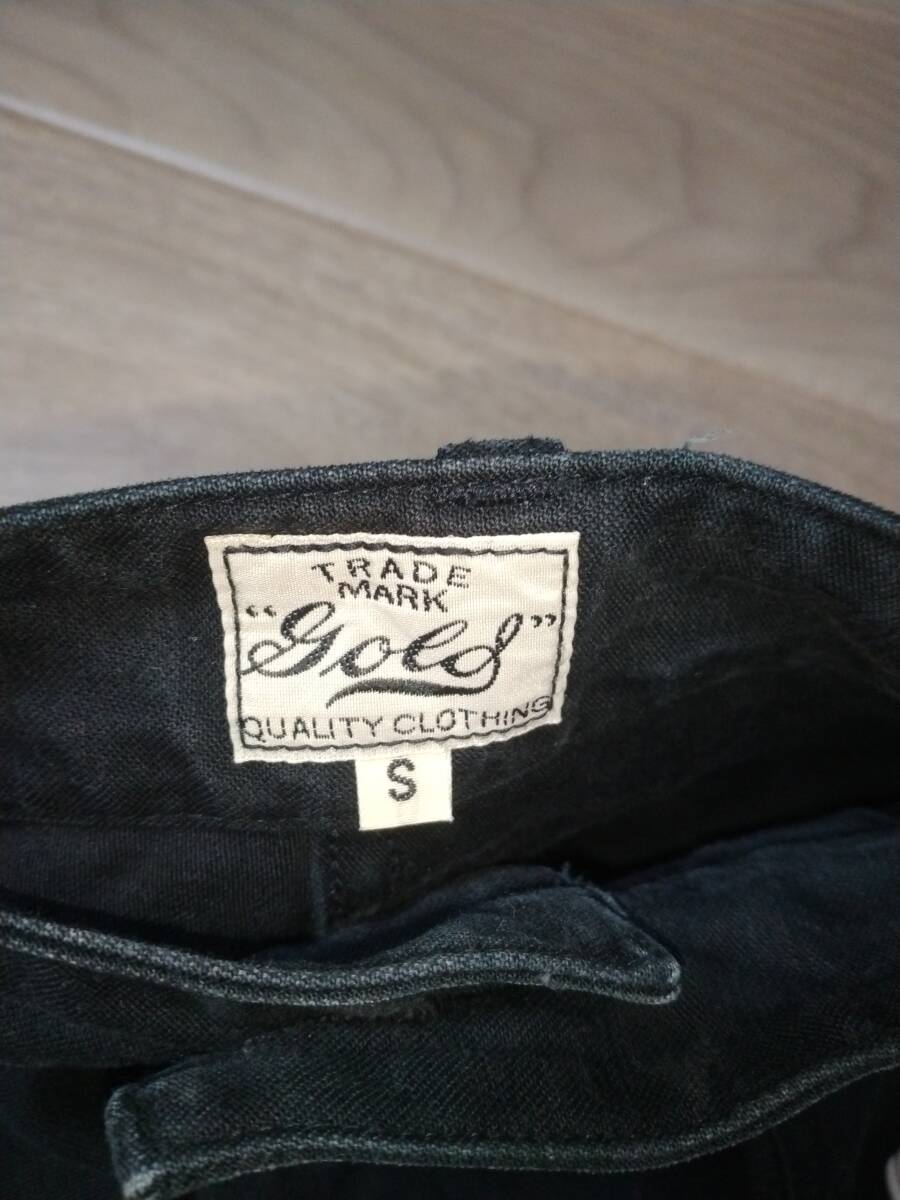 TRADE
MARK
“Gold”
QUALITY CLOTHING
S